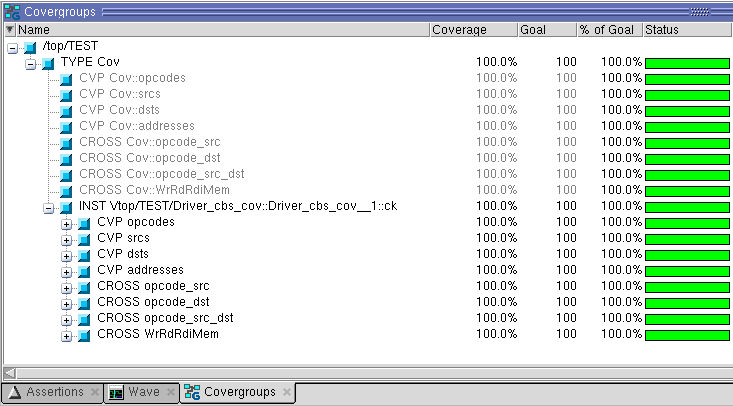 Covergroups
Name Coverage Goal % of Goal Status
/top/TEST
TYPE Cov 100.0% 100 100.0%
CVP Cov::opcodes 100.0% 100 100.0%
CVP Cov::srcs 100.0% 100 100.0%
CVP Cov::dsts 100.0% 100 100.0%
CVP Cov::addresses 100.0% 100 100.0%
CROSS Cov::opcode_src 100.0% 100 100.0%
CROSS Cov::opcode_dst 100.0% 100 100.0%
CROSS Cov::opcode_src_dst 100.0% 100 100.0%
CROSS Cov::WrRdRdiMem 100.0% 100 100.0%
INST Vtop/TEST/Driver_cbs_cov::Driver_cbs_cov__1::ck 100.0% 100 100.0%
CVP opcodes 100.0% 100 100.0%
CVP srcs 100.0% 100 100.0%
CVP dsts 100.0% 100 100.0%
CVP addresses 100.0% 100 100.0%
CROSS opcode_src 100.0% 100 100.0%
CROSS opcode_dst 100.0% 100 100.0%
CROSS opcode_src_dst 100.0% 100 100.0%
CROSS WrRdRdiMem 100.0% 100 100.0%
Assertions Wave Covergroups